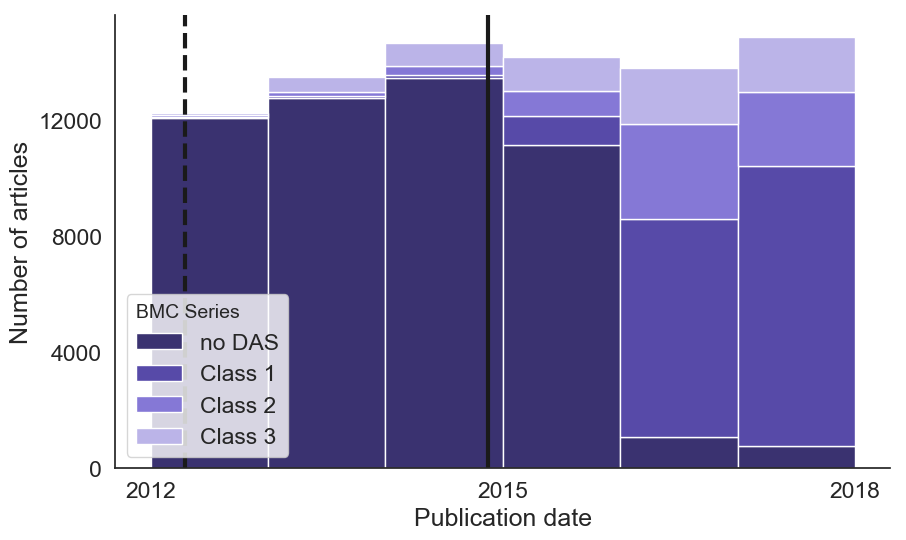 Number of articles
12000
8000
4000
0
BMC Series
no DAS
Class 1
Class 2
Class 3
2012
2015
2018
Publication date